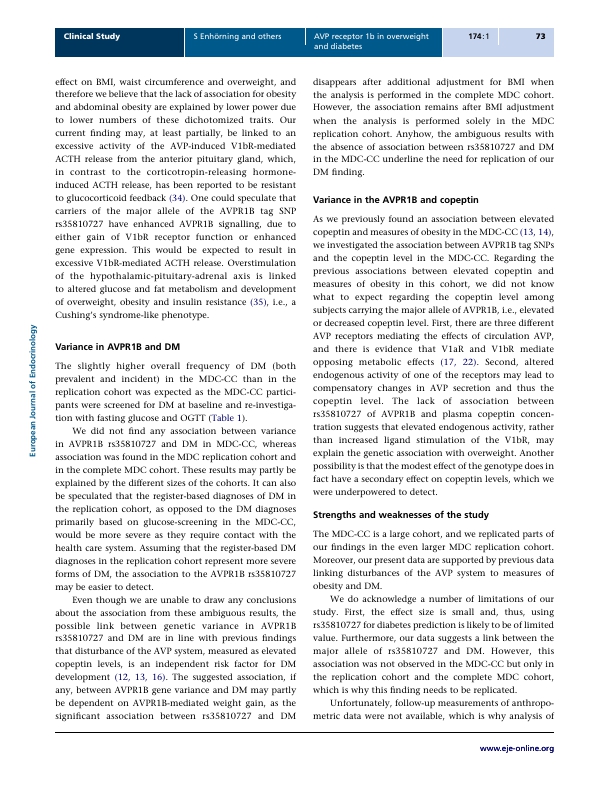 Clinical Study
S Enhörning and others
AVP receptor 1b in overweight
and diabetes
174:1
73
effect on BMI, waist circumference and overweight, and
therefore we believe that the lack of association for obesity
and abdominal obesity are explained by lower power due
to lower numbers of these dichotomized traits. Our
current finding may, at least partially, be linked to an
excessive activity of the AVP-induced V1bR-mediated
ACTH release from the anterior pituitary gland, which,
in contrast to the corticotropin-releasing hormone-
induced ACTH release, has been reported to be resistant
to glucocorticoid feedback (34). One could speculate that
carriers of the major allele of the AVPR1B tag SNP
rs35810727 have enhanced AVPR1B signalling, due to
either gain of V1bR receptor function or enhanced
gene expression. This would be expected to result in
excessive V1bR-mediated ACTH release. Overstimulation
of the hypothalamic-pituitary-adrenal axis is linked
to altered glucose and fat metabolism and development
of overweight, obesity and insulin resistance (35), i.e., a
Cushing's syndrome-like phenotype.
Variance in AVPR1B and DM
The slightly higher overall frequency of DM (both
prevalent and incident) in the MDC-CC than in the
replication cohort was expected as the MDC-CC partici-
pants were screened for DM at baseline and re-investiga-
tion with fasting glucose and OGTT (Table 1).
We did not find any association between variance
in AVPR1B rs35810727 and DM in MDC-CC, whereas
association was found in the MDC replication cohort and
in the complete MDC cohort. These results may partly be
explained by the different sizes of the cohorts. It can also
be speculated that the register-based diagnoses of DM in
the replication cohort, as opposed to the DM diagnoses
primarily based on glucose-screening in the MDC-CC,
would be more severe as they require contact with the
health care system. Assuming that the register-based DM
diagnoses in the replication cohort represent more severe
forms of DM, the association to the AVPR1B rs35810727
may be easier to detect.
Even though we are unable to draw any conclusions
about the association from these ambiguous results, the
possible link between genetic variance in AVPR1B
rs35810727 and DM are in line with previous findings
that disturbance of the AVP system, measured as elevated
copeptin levels, is an independent risk factor for DM
development (12, 13, 16). The suggested association, if
any, between AVPR1B gene variance and DM may partly
be dependent on AVPR1B-mediated weight gain, as the
significant association between rs35810727 and DM
disappears after additional adjustment for BMI when
the analysis is performed in the complete MDC cohort.
However, the association remains after BMI adjustment
when the analysis is performed solely in the MDC
replication cohort. Anyhow, the ambiguous results with
the absence of association between rs35810727 and DM
in the MDC-CC underline the need for replication of our
DM finding.
Variance in the AVPR1B and copeptin
As we previously found an association between elevated
copeptin and measures of obesity in the MDC-CC (13, 14),
we investigated the association between AVPR1B tag SNPs
and the copeptin level in the MDC-CC. Regarding the
previous associations between elevated copeptin and
measures of obesity in this cohort, we did not know
what to expect regarding the copeptin level among
subjects carrying the major allele of AVPR1B, i.e., elevated
or decreased copeptin level. First, there are three different
AVP receptors mediating the effects of circulation AVP,
and there is evidence that V1aR and V1bR mediate
opposing metabolic effects (17, 22). Second, altered
endogenous activity of one of the receptors may lead to
compensatory changes in AVP secretion and thus the
copeptin level. The lack of association between
rs35810727 of AVPR1B and plasma copeptin concen-
tration suggests that elevated endogenous activity, rather
than increased ligand stimulation of the V1bR, may
explain the genetic association with overweight. Another
possibility is that the modest effect of the genotype does in
fact have a secondary effect on copeptin levels, which we
were underpowered to detect.
Strengths and weaknesses of the study
The MDC-CC is a large cohort, and we replicated parts of
our findings in the even larger MDC replication cohort.
Moreover, our present data are supported by previous data
linking disturbances of the AVP system to measures of
obesity and DM.
We do acknowledge a number of limitations of our
study. First, the effect size is small and, thus, using
rs35810727 for diabetes prediction is likely to be of limited
value. Furthermore, our data suggests a link between the
major allele of rs35810727 and DM. However, this
association was not observed in the MDC-CC but only in
the replication cohort and the complete MDC cohort,
which is why this finding needs to be replicated.
Unfortunately, follow-up measurements of anthropo-
metric data were not available, which is why analysis of
European Journal of Endocrinology
www.eje-online.org